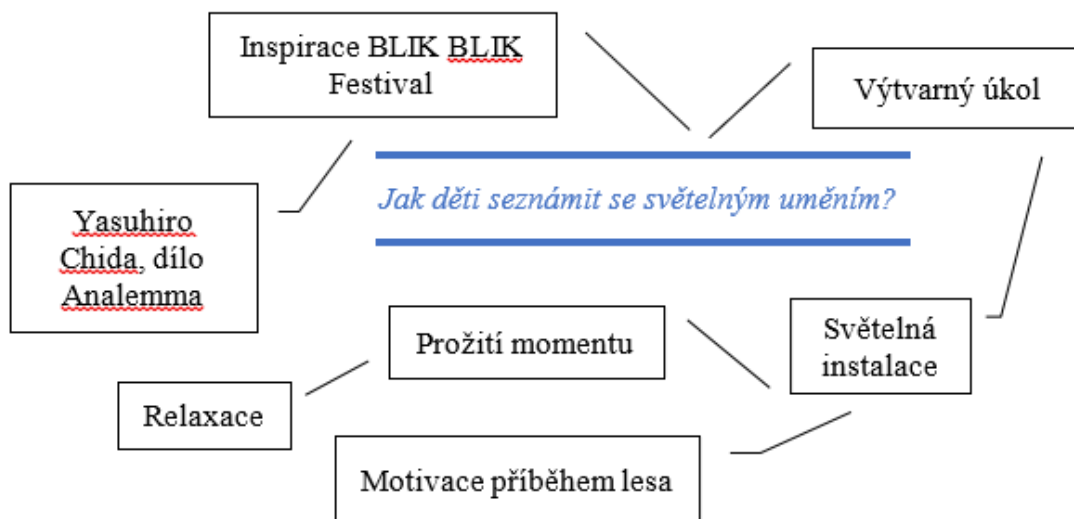 Inspirace BLIK BLIK
Festival
Výtvarný úkol
Jak děti seznámit se světelným uměním?
Yasuhiro
Chida, dílo
Analemma
Prožití momentu
Světelná
instalace
Relaxace
Motivace příběhem lesa